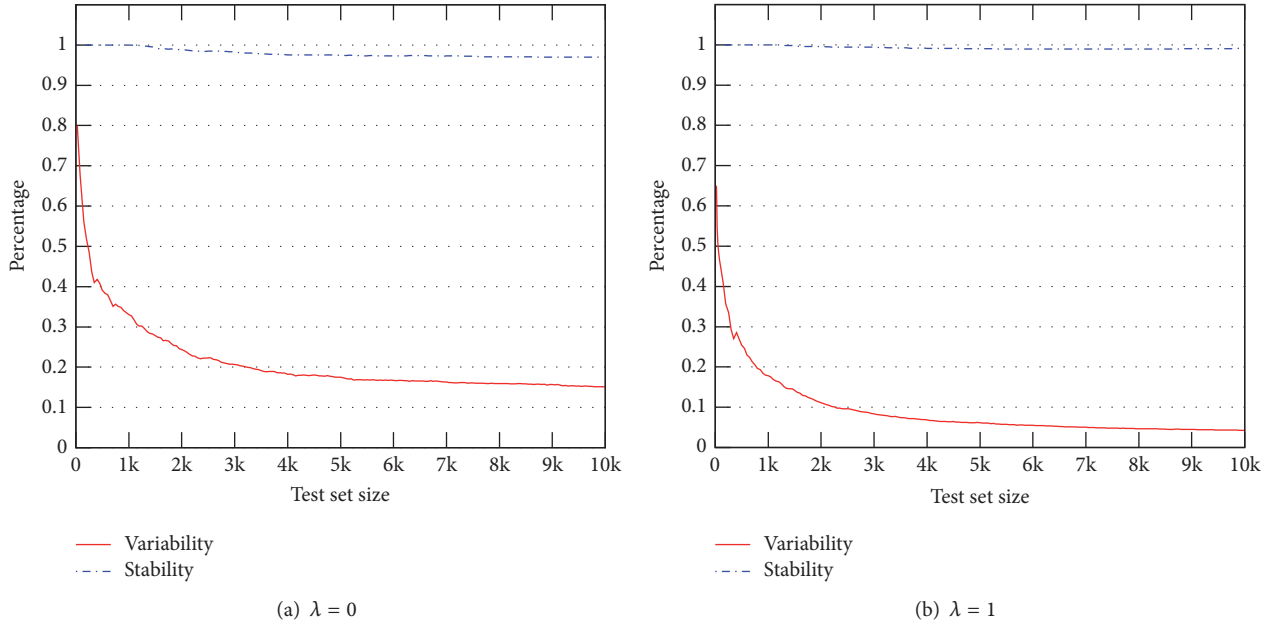 1
0.9
0.8
0.7
0.6
0.5
0.4
0.3
0.2
0.1
0
Percentage
0 1k 2k 3k 4k 5k 6k 7k 8k 9k 10k
Test set size
Variability
Stability
(a) λ = 0
1
0.9
0.8
0.7
0.6
0.5
0.4
0.3
0.2
0.1
0
Percentage
0 1k 2k 3k 4k 5k 6k 7k 8k 9k 10k
Test set size
Variability
Stability
(b) λ = 1